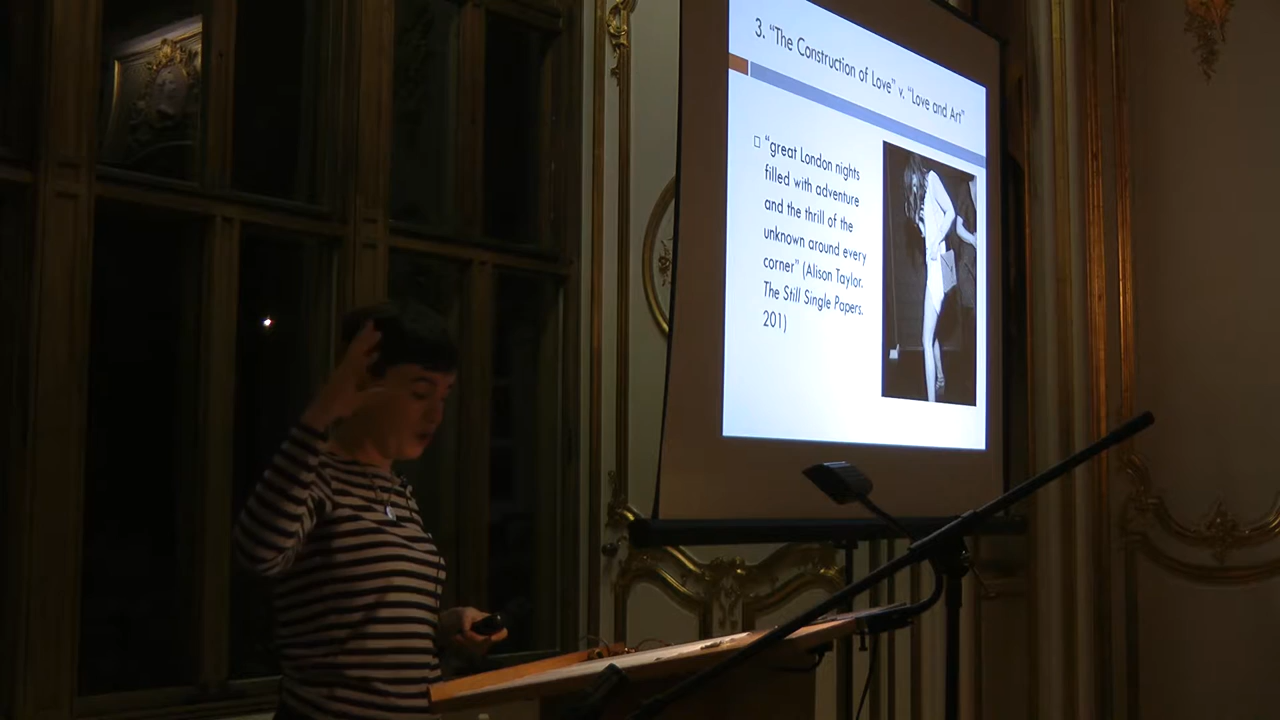 3. “The Construction of Love” v. “Love and Art”
“great London nights
filled with adventure
and the thrill of the
unknown around every
corner” (Alison Taylor.
The Still Single Papers.
201)